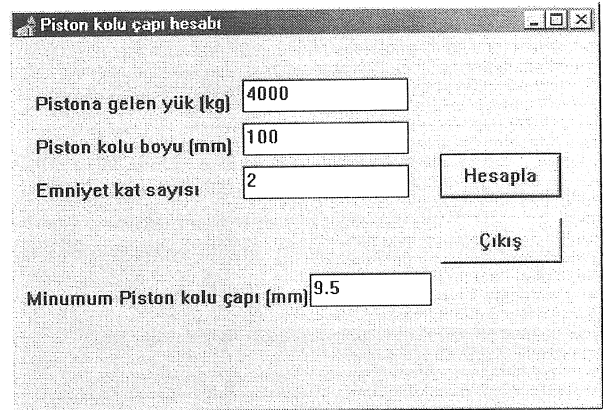 Piston kolu çapı hesabı
Pistona gelen yük (kg) 4000
Piston kolu boyu (mm) 100
Emniyet kat sayısı 2
Hesapla
Çıkış
Minumum Piston kolu çapı (mm) 9.5